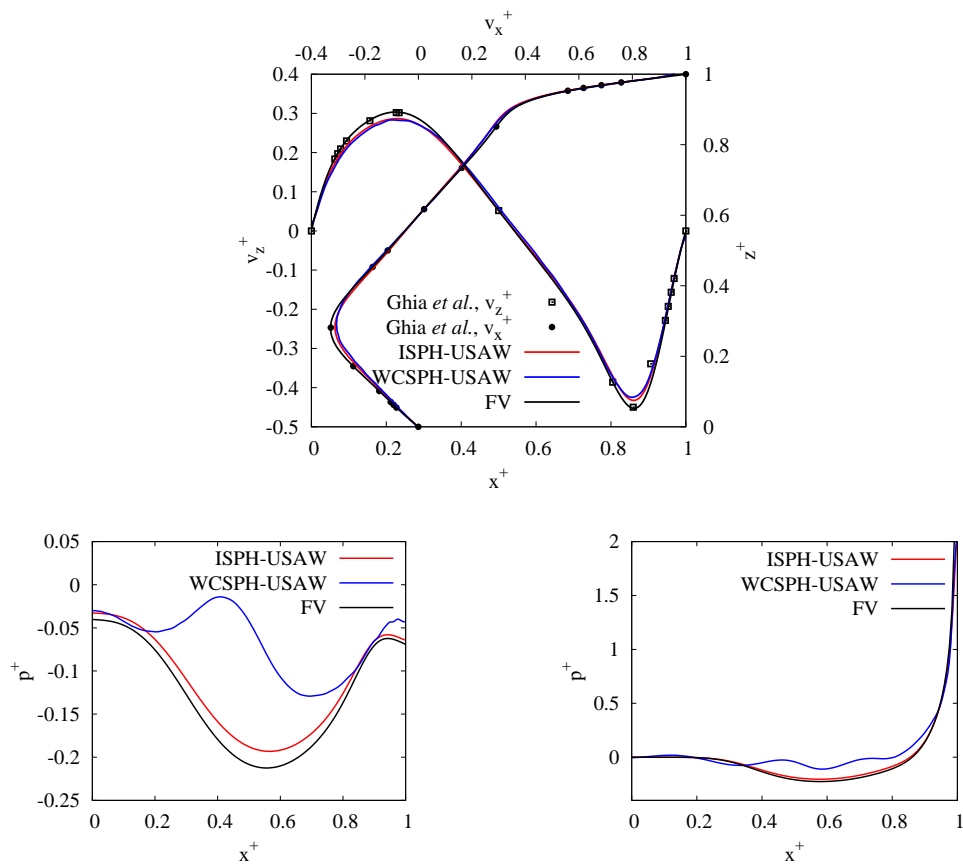 v_x^+
-0.4 -0.2 0 0.2 0.4 0.6 0.8 1
0.4
0.3
0.2
0.1
0
-0.1
-0.2
-0.3
-0.4
-0.5
v_z^+
1
0.8
0.6
0.4
0.2
0
z^+
Ghia et al., v_z^+
Ghia et al., v_x^+
ISPH-USAW
WCSPH-USAW
FV
0 0.2 0.4 0.6 0.8 1
x^+
0.05
0
-0.05
-0.1
-0.15
-0.2
-0.25
p^+
ISPH-USAW
WCSPH-USAW
FV
0 0.2 0.4 0.6 0.8 1
x^+
2
1.5
1
0.5
0
p^+
ISPH-USAW
WCSPH-USAW
FV
0 0.2 0.4 0.6 0.8 1
x^+